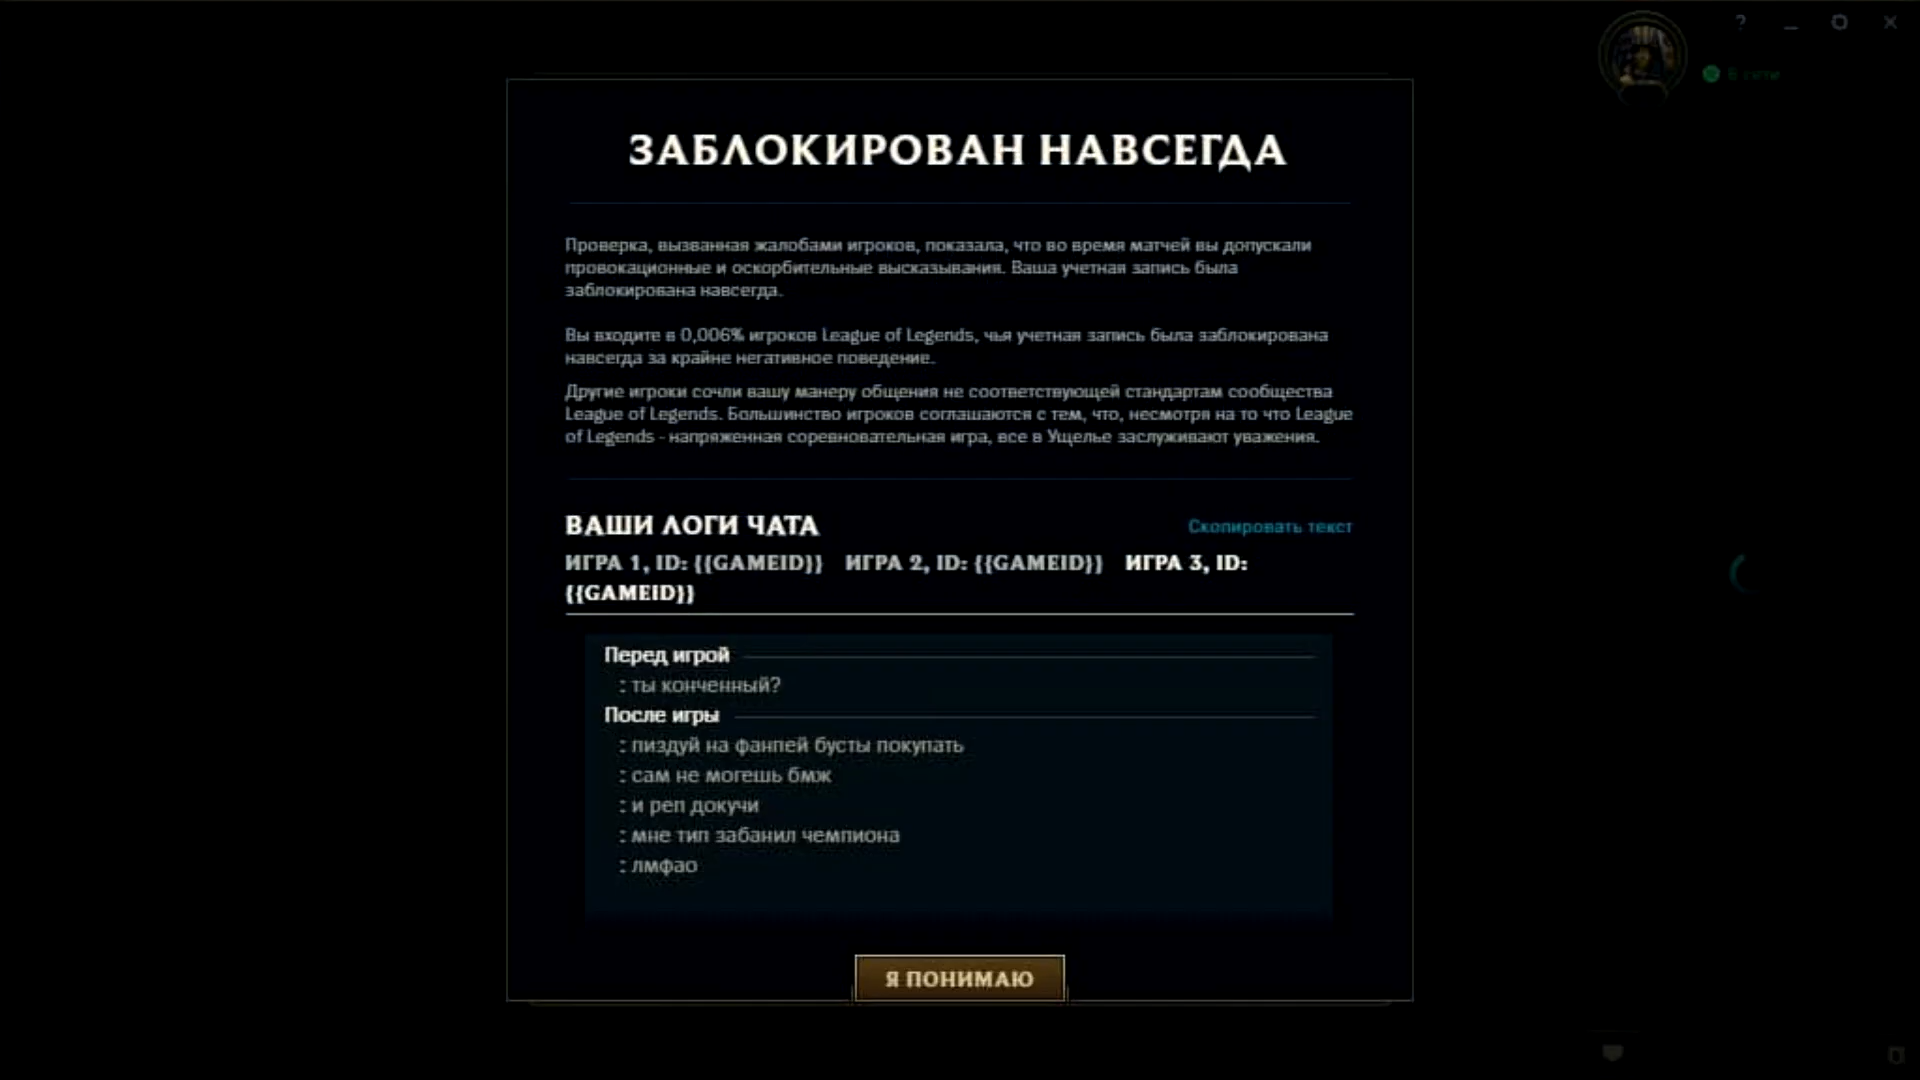 ?
В сети
ЗАБЛОКИРОВАН НАВСЕГДА
Проверка, вызванная жалобами игроков, показала, что во время матчей вы допускали
провокационные и оскорбительные высказывания. Ваша учетная запись была
заблокирована навсегда.
Вы входите в 0,006% игроков League of Legends, чья учетная запись была заблокирована
навсегда за крайне негативное поведение.
Другие игроки сочли вашу манеру общения не соответствующей стандартам сообщества
League of Legends. Большинство игроков соглашаются с тем, что, несмотря на то что League
of Legends - напряженная соревновательная игра, все в Ущелье заслуживают уважения.
ВАШИ ЛОГИ ЧАТА
Скопировать текст
ИГРА 1, ID: {{GAMEID}} ИГРА 2, ID: {{GAMEID}} ИГРА 3, ID:
{{GAMEID}}
Перед игрой
: ты конченный?
После игры
: пиздуй на фанпей бусты покупать
: сам не могешь бмж
: и реп докучи
: мне тип забанил чемпиона
: лмфао
Я ПОНИМАЮ